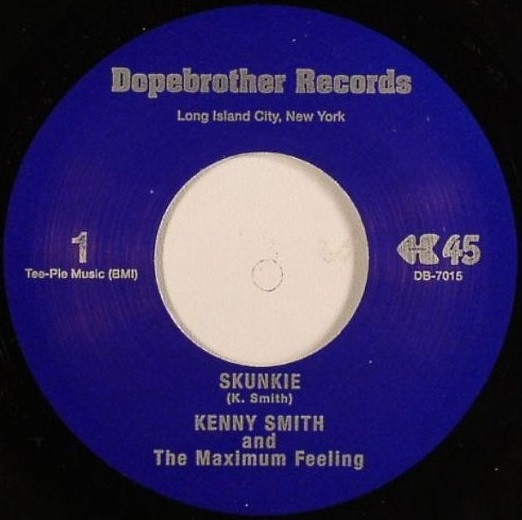 Dopebrother Records
Long Island City, New York
1
45
Tee-Pie Music (BMI)
DB-7015
SKUNKIE
(K. Smith)
KENNY SMITH
and
The Maximum Feeling